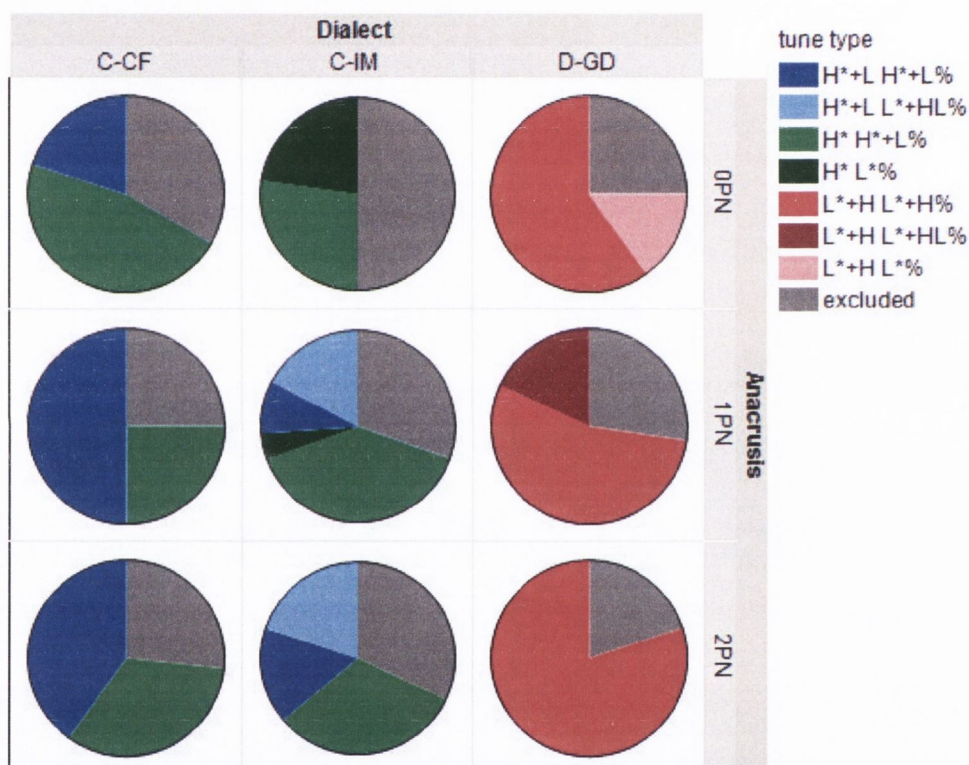 Dialect
C-CF C-IM D-GD
0PN
1PN
2PN
Anacrusis
tune type
H*+L H*+L%
H*+L L*+HL%
H* H*+L%
H* L*%
L*+H L*+H%
L*+H L*+HL%
L*+H L*%
excluded